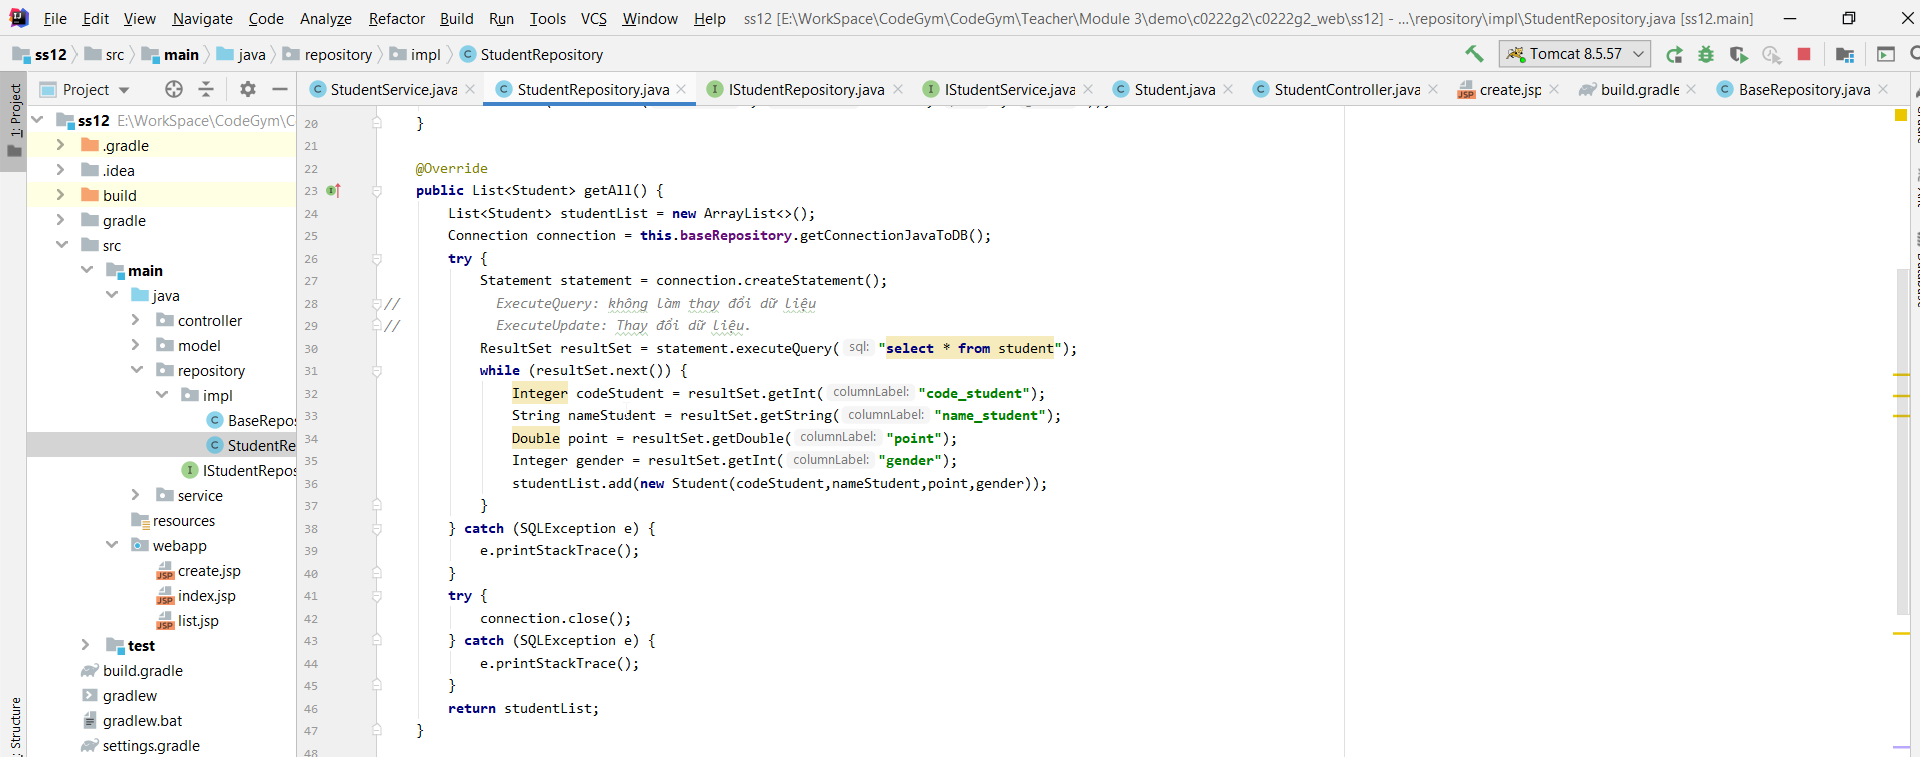 File Edit View Navigate Code Analyze Refactor Build Run Tools VCS Window Help ss12 [E:\WorkSpace\CodeGym\CodeGym\Teacher\Module 3\demo\c0222g2\c0222g2_web\ss12] - ...\repository\impl\StudentRepository.java [ss12.main]
ss12 src main java repository impl StudentRepository Tomcat 8.5.57
Project StudentService.java StudentRepository.java IStudentRepository.java IStudentService.java Student.java StudentController.java create.jsp build.gradle BaseRepository.java
1: Project
ss12 E:\WorkSpace\CodeGym\C
.gradle
.idea
build
gradle
src
main
java
controller
model
repository
impl
BaseRepos
StudentRe
IStudentRepos
service
resources
webapp
create.jsp
index.jsp
list.jsp
test
build.gradle
gradlew
gradlew.bat
settings.gradle
: Structure
20 }
21
22 @Override
23 public List<Student> getAll() {
24 List<Student> studentList = new ArrayList<>();
25 Connection connection = this.baseRepository.getConnectionJavaToDB();
26 try {
27 Statement statement = connection.createStatement();
28 // ExecuteQuery: không làm thay đổi dữ liệu
29 // ExecuteUpdate: Thay đổi dữ liệu.
30 ResultSet resultSet = statement.executeQuery( sql: "select * from student");
31 while (resultSet.next()) {
32 Integer codeStudent = resultSet.getInt( columnLabel: "code_student");
33 String nameStudent = resultSet.getString( columnLabel: "name_student");
34 Double point = resultSet.getDouble( columnLabel: "point");
35 Integer gender = resultSet.getInt( columnLabel: "gender");
36 studentList.add(new Student(codeStudent,nameStudent,point,gender));
37 }
38 } catch (SQLException e) {
39 e.printStackTrace();
40 }
41 try {
42 connection.close();
43 } catch (SQLException e) {
44 e.printStackTrace();
45 }
46 return studentList;
47 }
48